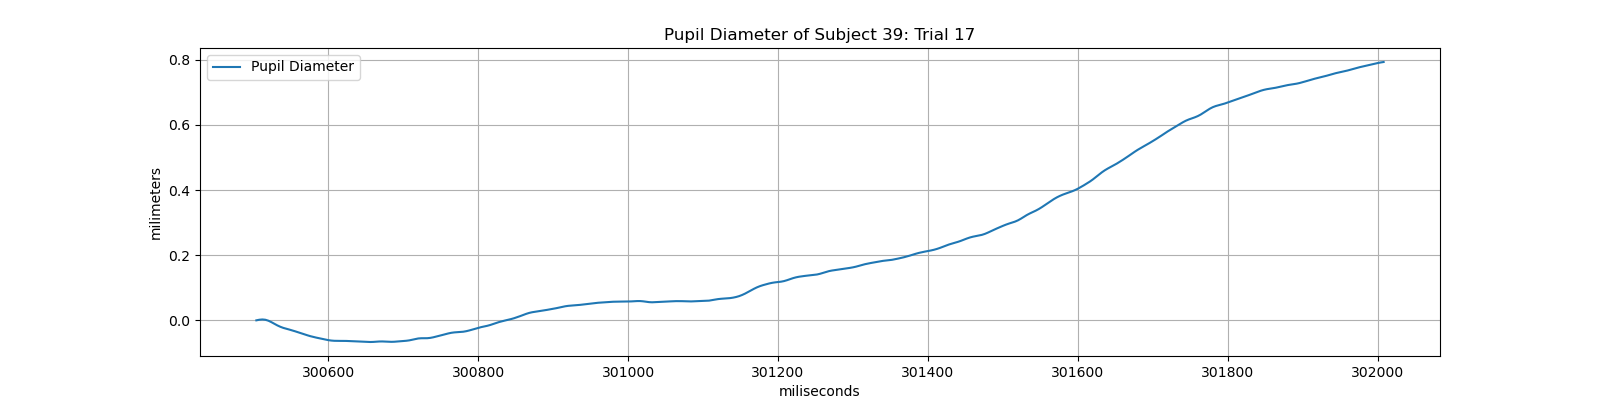 Pupil Diameter of Subject 39: Trial 17
Pupil Diameter
milimeters
0.8
0.6
0.4
0.2
0.0
300600 300800 301000 301200 301400 301600 301800 302000
miliseconds